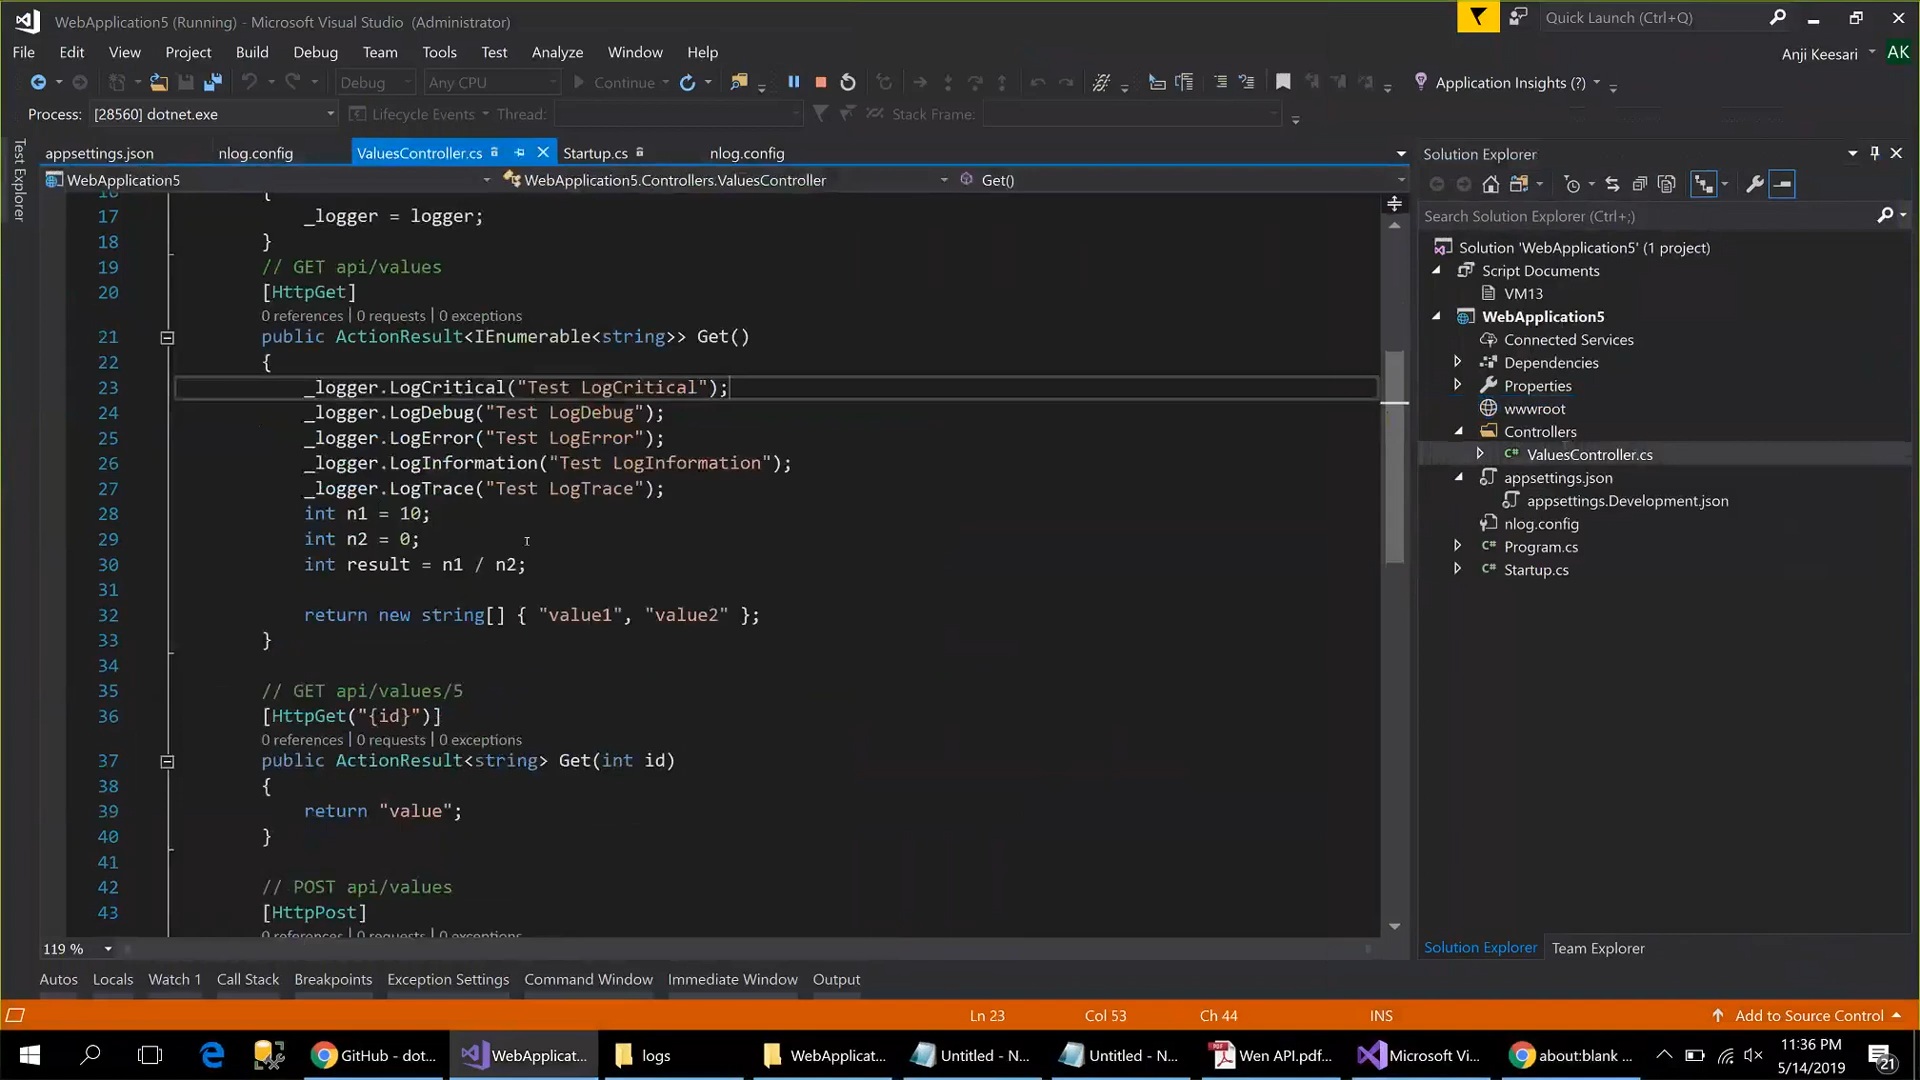 WebApplication5 (Running) - Microsoft Visual Studio (Administrator)
Quick Launch (Ctrl+Q)
File Edit View Project Build Debug Team Tools Test Analyze Window Help
Anji Keesari AK
Debug Any CPU Continue Application Insights (?)
Process: [28560] dotnet.exe Lifecycle Events Thread: Stack Frame:
Test Explorer
appsettings.json nlog.config ValuesController.cs Startup.cs nlog.config
WebApplication5 WebApplication5.Controllers.ValuesController Get()
16 {
17 _logger = logger;
18 }
19 // GET api/values
20 [HttpGet]
0 references | 0 requests | 0 exceptions
21 public ActionResult<IEnumerable<string>> Get()
22 {
23 _logger.LogCritical("Test LogCritical");
24 _logger.LogDebug("Test LogDebug");
25 _logger.LogError("Test LogError");
26 _logger.LogInformation("Test LogInformation");
27 _logger.LogTrace("Test LogTrace");
28 int n1 = 10;
29 int n2 = 0;
30 int result = n1 / n2;
31
32 return new string[] { "value1", "value2" };
33 }
34
35 // GET api/values/5
36 [HttpGet("{id}")]
0 references | 0 requests | 0 exceptions
37 public ActionResult<string> Get(int id)
38 {
39 return "value";
40 }
41
42 // POST api/values
43 [HttpPost]
0 references | 0 requests | 0 exceptions
119 %
Solution Explorer
Search Solution Explorer (Ctrl+;)
Solution 'WebApplication5' (1 project)
Script Documents
VM13
WebApplication5
Connected Services
Dependencies
Properties
wwwroot
Controllers
C# ValuesController.cs
appsettings.json
appsettings.Development.json
nlog.config
C# Program.cs
C# Startup.cs
Solution Explorer Team Explorer
Autos Locals Watch 1 Call Stack Breakpoints Exception Settings Command Window Immediate Window Output
Ln 23 Col 53 Ch 44 INS Add to Source Control
GitHub - dot... WebApplicat... logs WebApplicat... Untitled - N... Untitled - N... Wen API.pdf... Microsoft Vi... about:blank ...
11:36 PM
5/14/2019
21